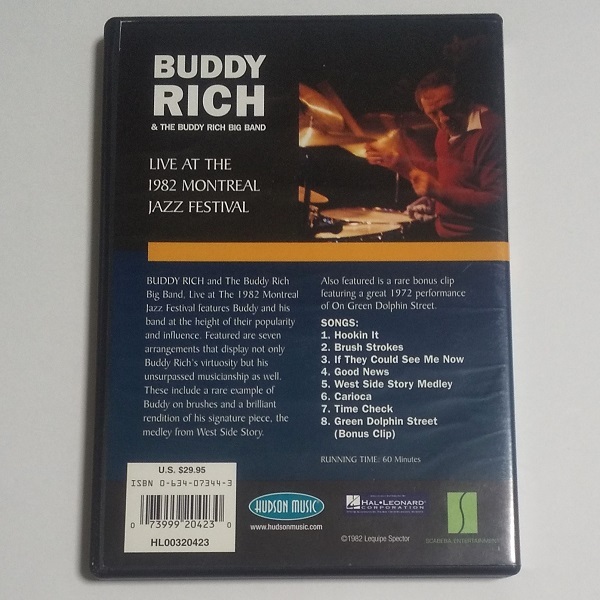 BUDDY
RICH
& THE BUDDY RICH BIG BAND
LIVE AT THE
1982 MONTREAL
JAZZ FESTIVAL
BUDDY RICH and The Buddy Rich
Big Band, Live at The 1982 Montreal
Jazz Festival features Buddy and his
band at the height of their popularity
and influence. Featured are seven
arrangements that display not only
Buddy Rich's virtuosity but his
unsurpassed musicianship as well.
These include a rare example of
Buddy on brushes and a brilliant
rendition of his signature piece, the
medley from West Side Story.
Also featured is a rare bonus clip
featuring a great 1972 performance
of On Green Dolphin Street.
SONGS:
1. Hookin It
2. Brush Strokes
3. If They Could See Me Now
4. Good News
5. West Side Story Medley
6. Carioca
7. Time Check
8. Green Dolphin Street
(Bonus Clip)
RUNNING TIME: 60 Minutes
U.S. $29.95
ISBN 0-634-07344-3
0 73999 20423 0
HL00320423
HUDSON MUSIC
www.hudsonmusic.com
HAL•LEONARD
CORPORATION
©1982 Lequipe Spector
S
SCABEBA ENTERTAINMENT